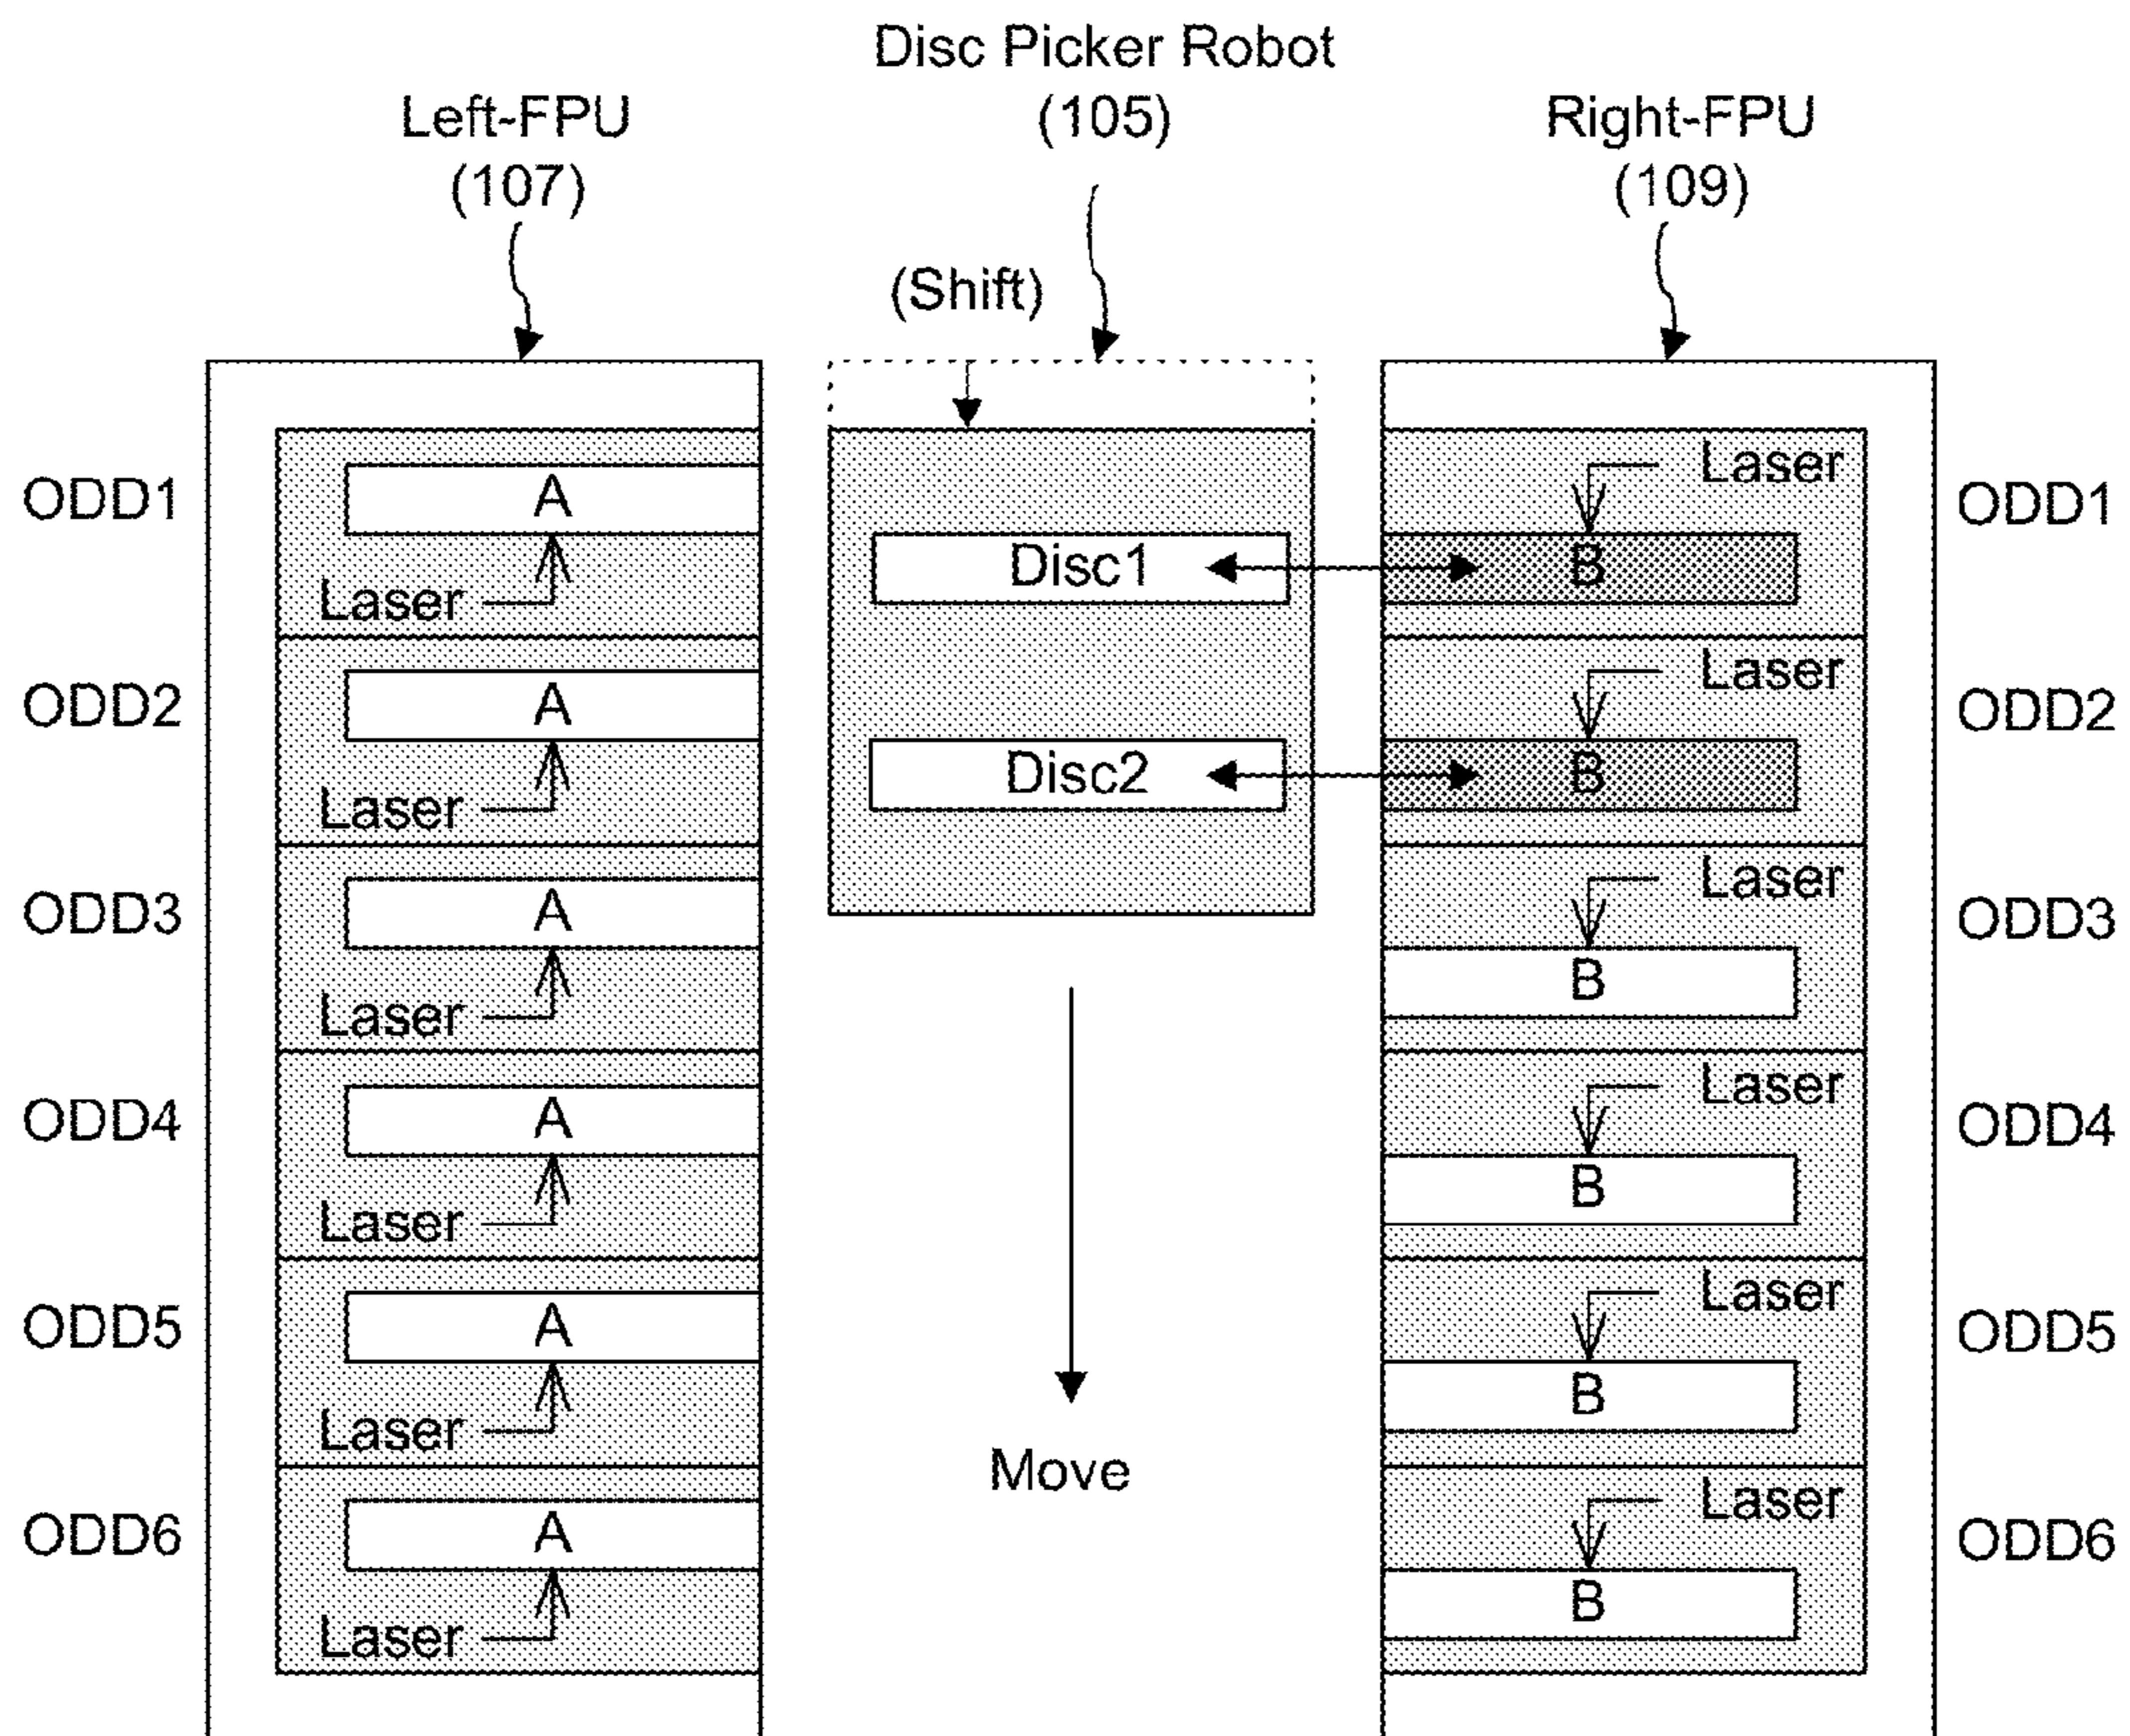 Disc Picker Robot
(105)
Left-FPU
(107)
Right-FPU
(109)
(Shift)
ODD1
A
Laser
Disc1
Laser
B
ODD1
ODD2
A
Laser
Disc2
Laser
B
ODD2
ODD3
A
Laser
Laser
B
ODD3
ODD4
A
Laser
Laser
B
ODD4
ODD5
A
Laser
Laser
B
ODD5
Move
ODD6
A
Laser
Laser
B
ODD6